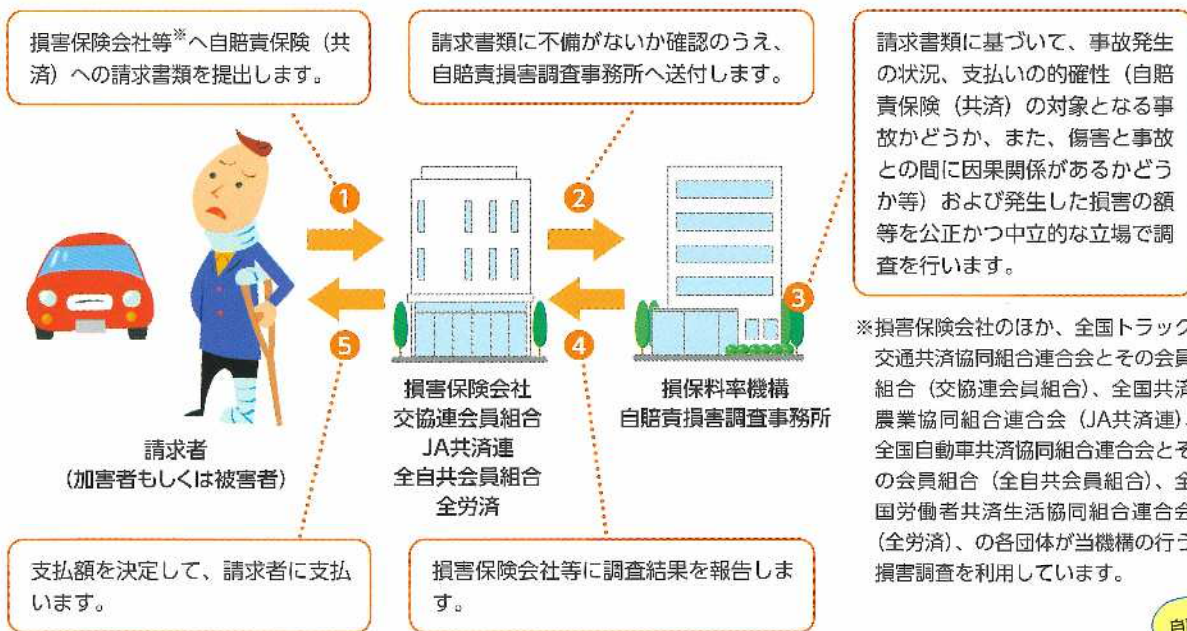 損害保険会社等※へ自賠責保険（共
済）への請求書類を提出します。
請求書類に不備がないか確認のうえ、
自賠責損害調査事務所へ送付します。
請求書類に基づいて、事故発生
の状況、支払いの的確性（自賠
責保険（共済）の対象となる事
故かどうか、また、傷害と事故
との間に因果関係があるかどう
か等）および発生した損害の額
等を公正かつ中立的な立場で調
査を行います。
1
2
3
5
4
請求者
（加害者もしくは被害者）
損害保険会社
交協連会員組合
JA共済連
全自共会員組合
全労済
損保料率機構
自賠責損害調査事務所
※損害保険会社のほか、全国トラック
交通共済協同組合連合会とその会員
組合（交協連会員組合）、全国共済
農業協同組合連合会（JA共済連）、
全国自動車共済協同組合連合会とそ
の会員組合（全自共会員組合）、全
国労働者共済生活協同組合連合会
（全労済）、の各団体が当機構の行う
損害調査を利用しています。
支払額を決定して、請求者に支払
います。
損害保険会社等に調査結果を報告しま
す。